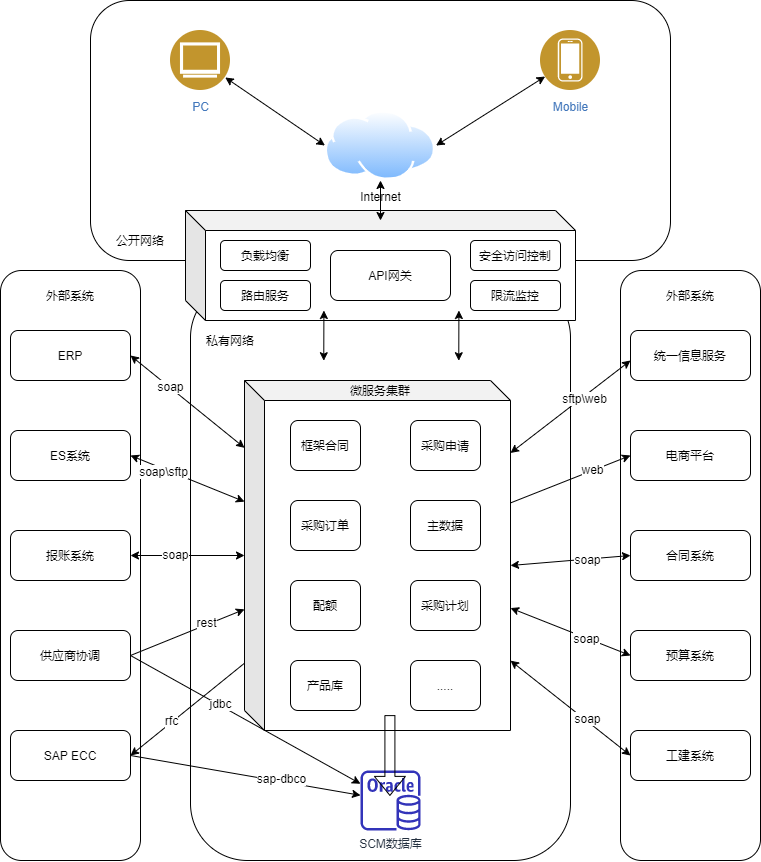 PC
Mobile
Internet
公开网络
负载均衡
API网关
安全访问控制
路由服务
限流监控
外部系统
私有网络
外部系统
ERP
soap
ES系统
soap\sftp
报账系统
soap
供应商协调
rest
jdbc
rfc
SAP ECC
sap-dbco
微服务集群
框架合同
采购申请
采购订单
主数据
配额
采购计划
产品库
.....
Oracle
SCM数据库
统一信息服务
sftp\web
电商平台
web
合同系统
soap
预算系统
soap
工建系统
soap